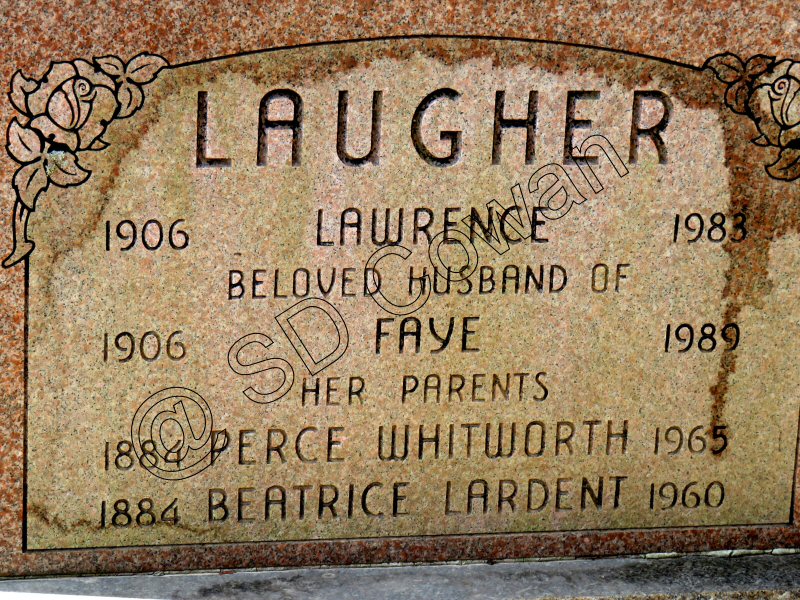 LAUGHER
1906 LAWRENCE 1983
BELOVED HUSBAND OF
1906 FAYE 1989
HER PARENTS
1884 PERCE WHITWORTH 1965
1884 BEATRICE LARDENT 1960
@ SD Cowan